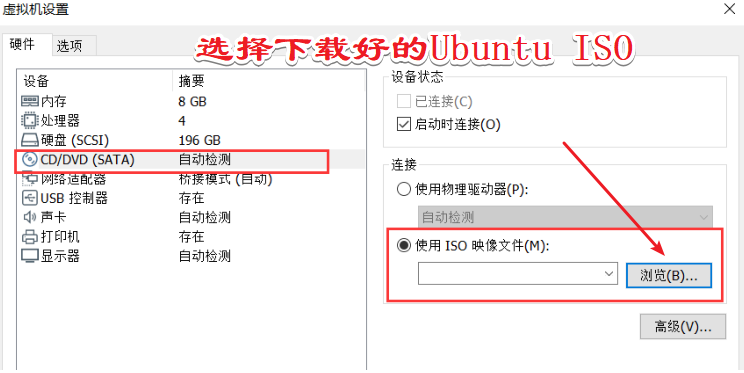 虚拟机设置
硬件 选项
选择下载好的Ubuntu ISO
设备 摘要
内存 8 GB
处理器 4
硬盘 (SCSI) 196 GB
CD/DVD (SATA) 自动检测
网络适配器 桥接模式 (自动)
USB 控制器 存在
声卡 自动检测
打印机 存在
显示器 自动检测
设备状态
已连接(C)
启动时连接(O)
连接
使用物理驱动器(P):
自动检测
使用 ISO 映像文件(M):
浏览(B)...
高级(V)...